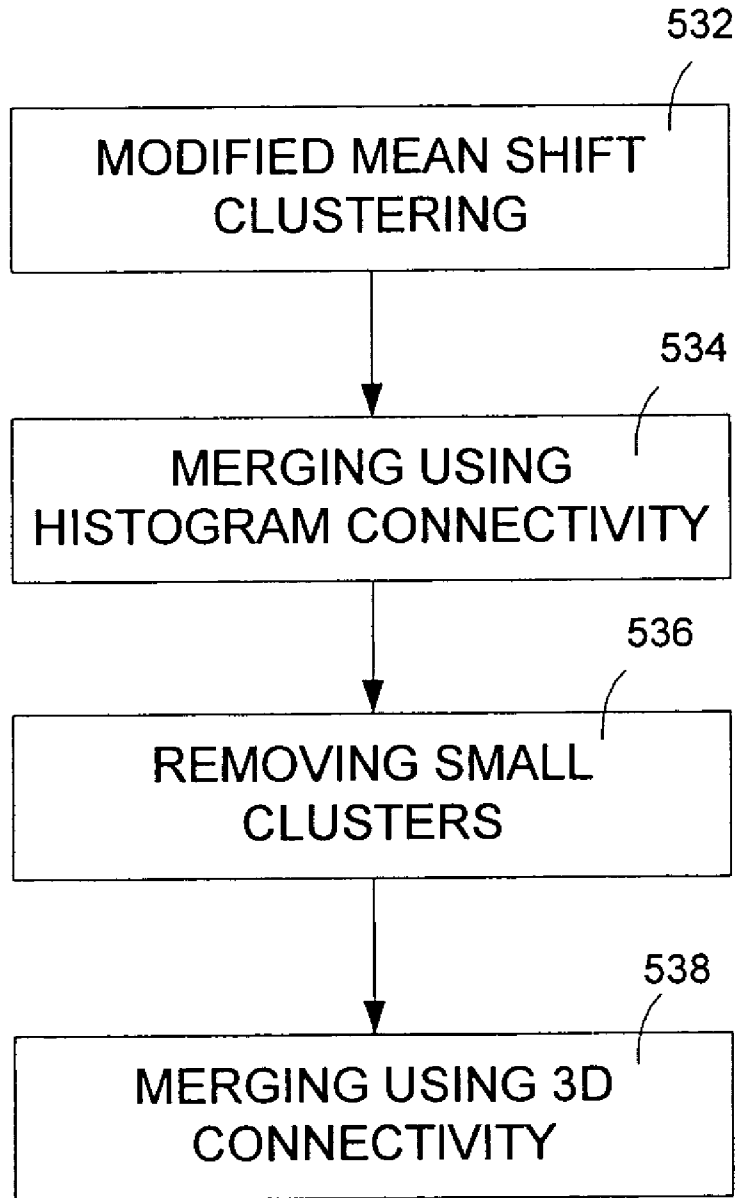 532
MODIFIED MEAN SHIFT
CLUSTERING
534
MERGING USING
HISTOGRAM CONNECTIVITY
536
REMOVING SMALL
CLUSTERS
538
MERGING USING 3D
CONNECTIVITY